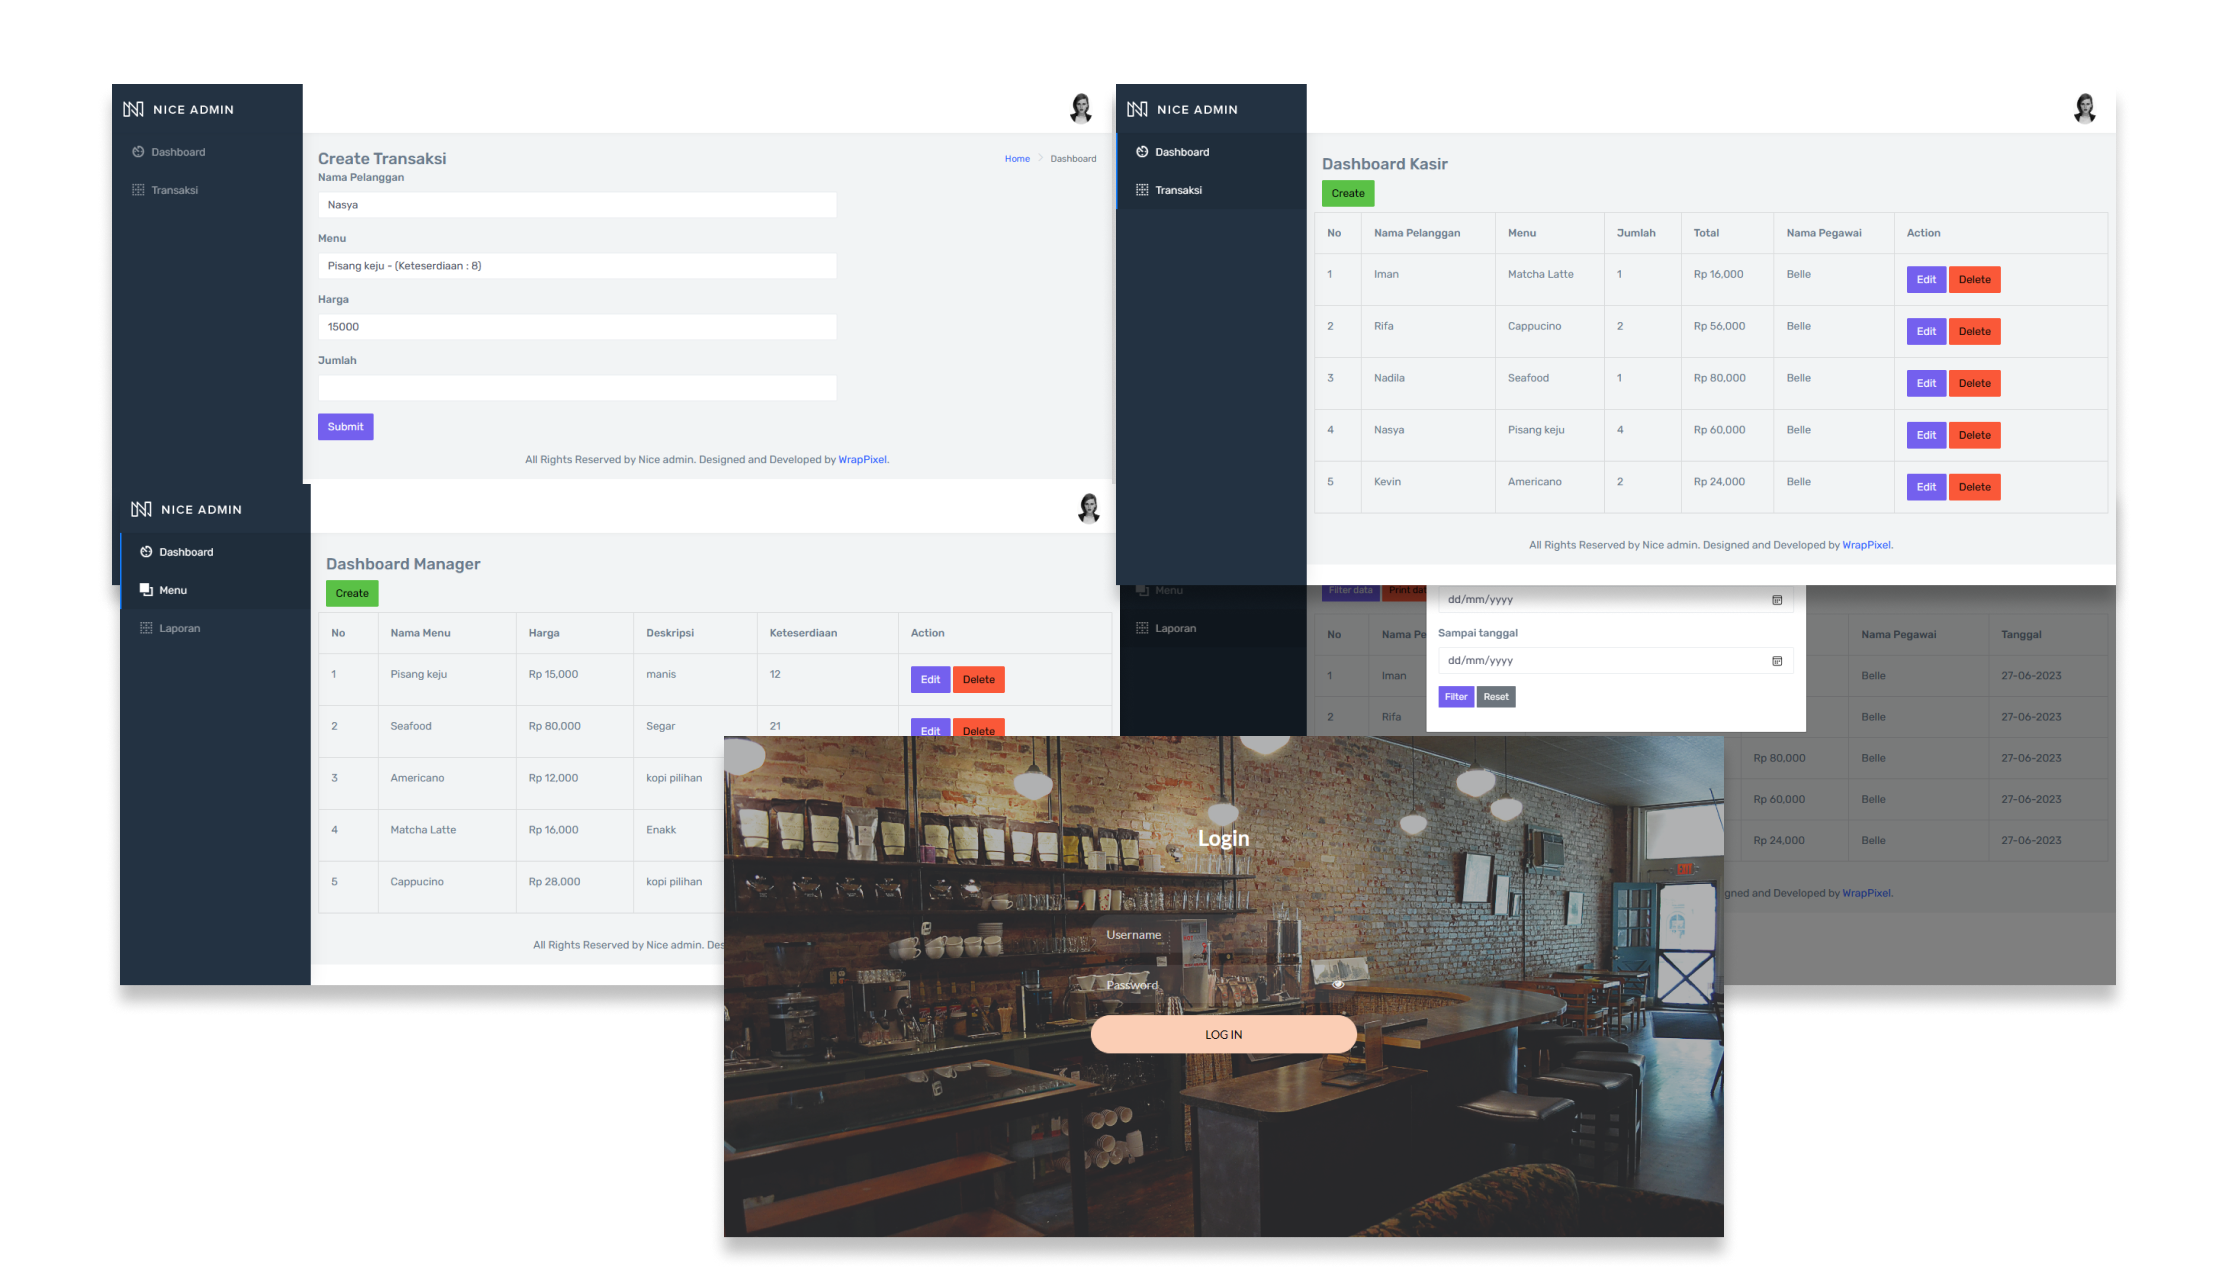 NICE ADMIN
Dashboard
Transaksi
Create Transaksi
Home > Dashboard
Nama Pelanggan
Nasya
Menu
Pisang keju - (Keteserdiaan : 8)
Harga
15000
Jumlah
Submit
All Rights Reserved by Nice admin. Designed and Developed by WrapPixel.
NICE ADMIN
Dashboard
Transaksi
Dashboard Kasir
Create
No Nama Pelanggan Menu Jumlah Total Nama Pegawai Action
1 Iman Matcha Latte 1 Rp 16,000 Belle Edit Delete
2 Rifa Cappucino 2 Rp 56,000 Belle Edit Delete
3 Nadila Seafood 1 Rp 80,000 Belle Edit Delete
4 Nasya Pisang keju 4 Rp 60,000 Belle Edit Delete
5 Kevin Americano 2 Rp 24,000 Belle Edit Delete
All Rights Reserved by Nice admin. Designed and Developed by WrapPixel.
NICE ADMIN
Dashboard
Menu
Laporan
Dashboard Manager
Create
No Nama Menu Harga Deskripsi Keteserdiaan Action
1 Pisang keju Rp 15,000 manis 12 Edit Delete
2 Seafood Rp 80,000 Segar 21 Edit Delete
3 Americano Rp 12,000 kopi pilihan
4 Matcha Latte Rp 16,000 Enakk
5 Cappucino Rp 28,000 kopi pilihan
All Rights Reserved by Nice admin. Des
Menu
Laporan
Filter data Print dat
dd/mm/yyyy
Sampai tanggal
dd/mm/yyyy
Filter Reset
No Nama Pe Nama Pegawai Tanggal
1 Iman Belle 27-06-2023
2 Rifa Belle 27-06-2023
Rp 80,000 Belle 27-06-2023
Rp 60,000 Belle 27-06-2023
Rp 24,000 Belle 27-06-2023
gned and Developed by WrapPixel.
Login
Username
Password
LOG IN
EXIT